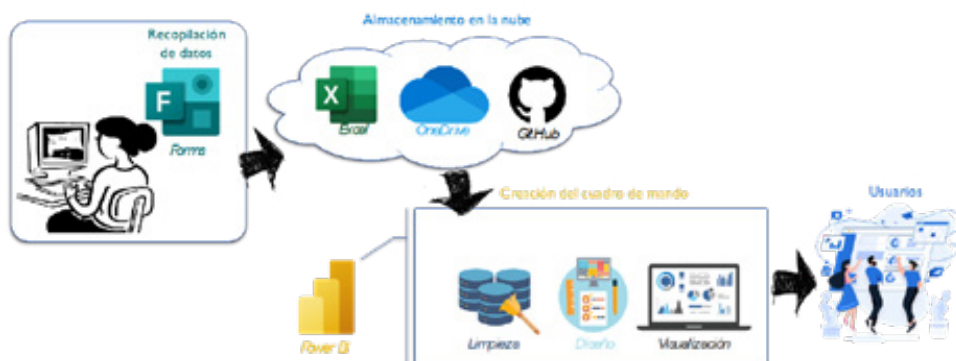 Recopilación
de datos
F
Forms
Almacenamiento en la nube
X
Excel
OneDrive
GitHub
Creación del cuadro de mando
Power BI
Limpieza
Diseño
Visualización
Usuarios